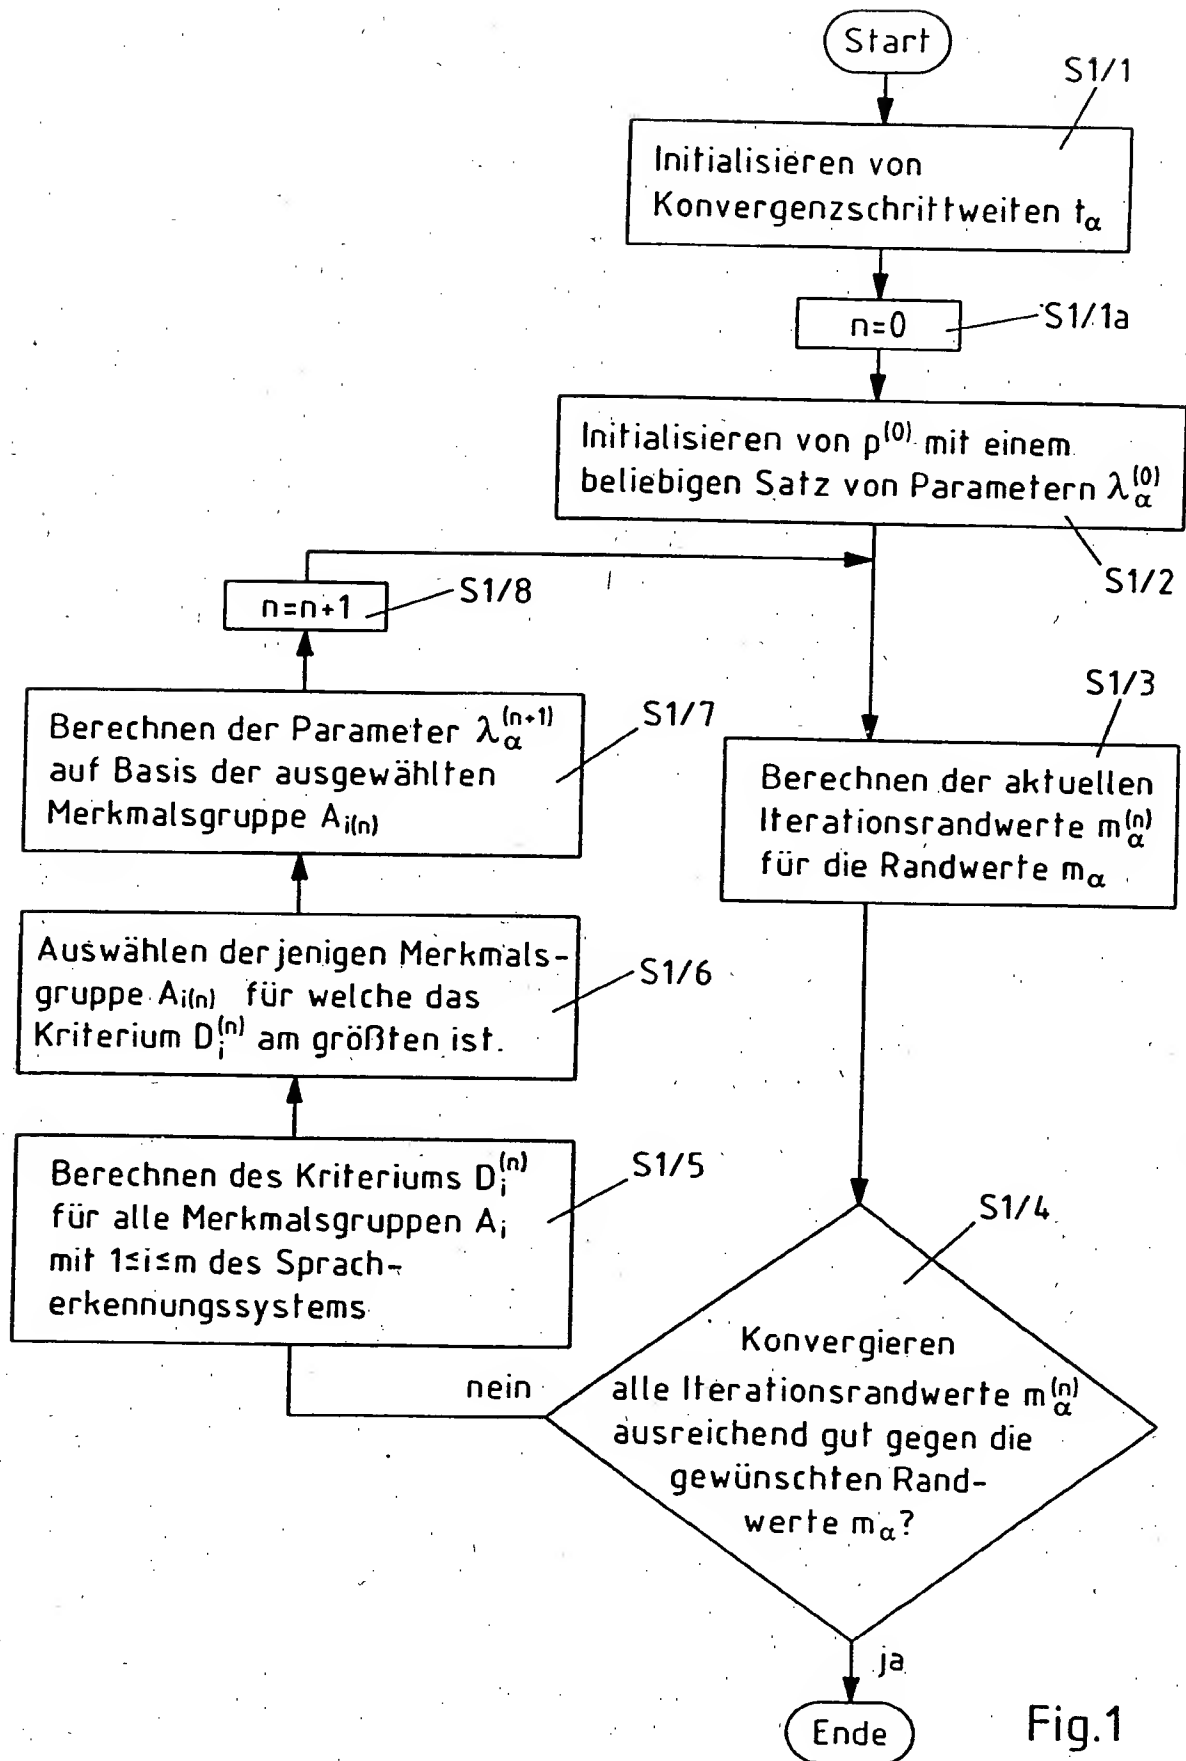 Start
S1/1
Initialisieren von
Konvergenzschrittweiten t_α
n=0
S1/1a
Initialisieren von p^(0) mit einem
beliebigen Satz von Parametern λ_α^(0)
S1/2
n=n+1
S1/8
Berechnen der Parameter λ_α^(n+1)
auf Basis der ausgewählten
Merkmalsgruppe A_i(n)
S1/7
S1/3
Berechnen der aktuellen
Iterationsrandwerte m_α^(n)
für die Randwerte m_α
Auswählen derjenigen Merkmals-
gruppe A_i(n) für welche das
Kriterium D_i^(n) am größten ist.
S1/6
Berechnen des Kriteriums D_i^(n)
für alle Merkmalsgruppen A_i
mit 1≤i≤m des Sprach-
erkennungssystems
S1/5
S1/4
Konvergieren
alle Iterationsrandwerte m_α^(n)
ausreichend gut gegen die
gewünschten Rand-
werte m_α?
nein
ja
Ende
Fig.1